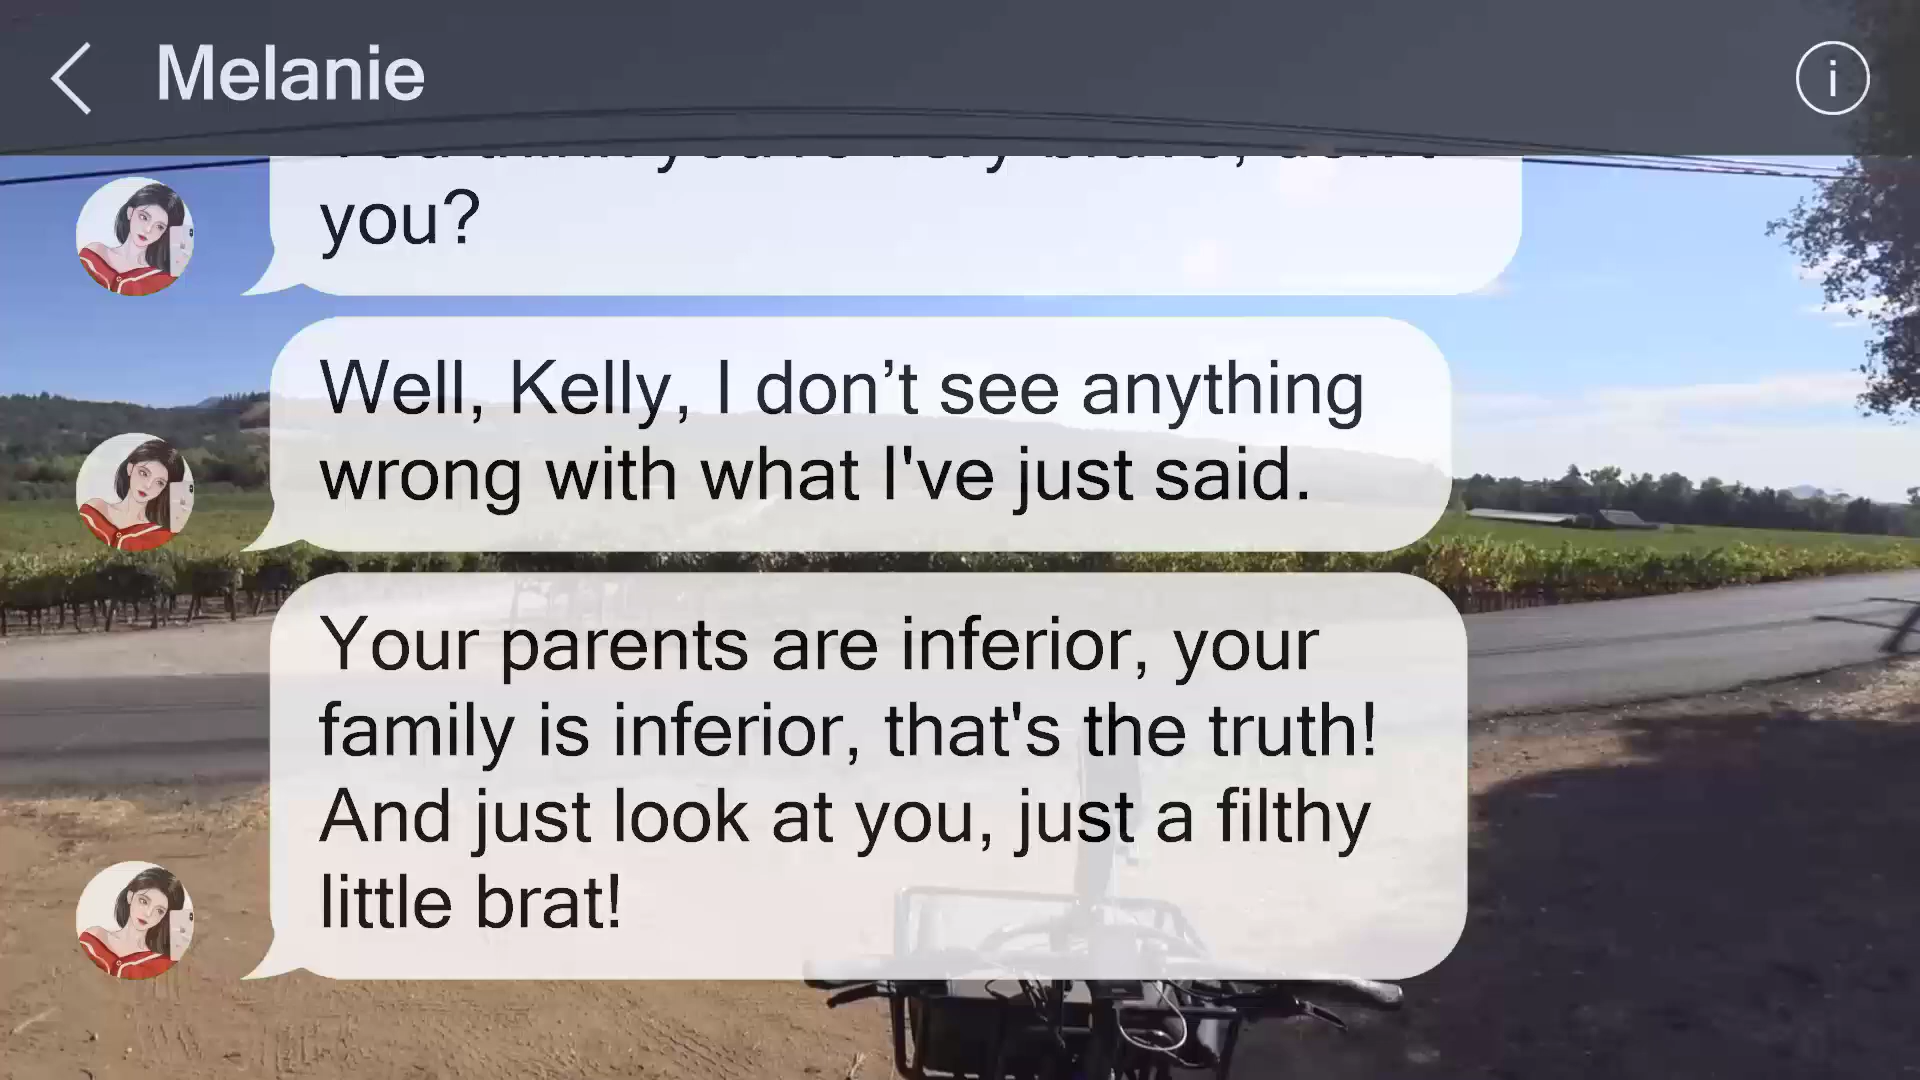 Melanie
you?
Well, Kelly, I don’t see anything
wrong with what I've just said.
Your parents are inferior, your
family is inferior, that's the truth!
And just look at you, just a filthy
little brat!